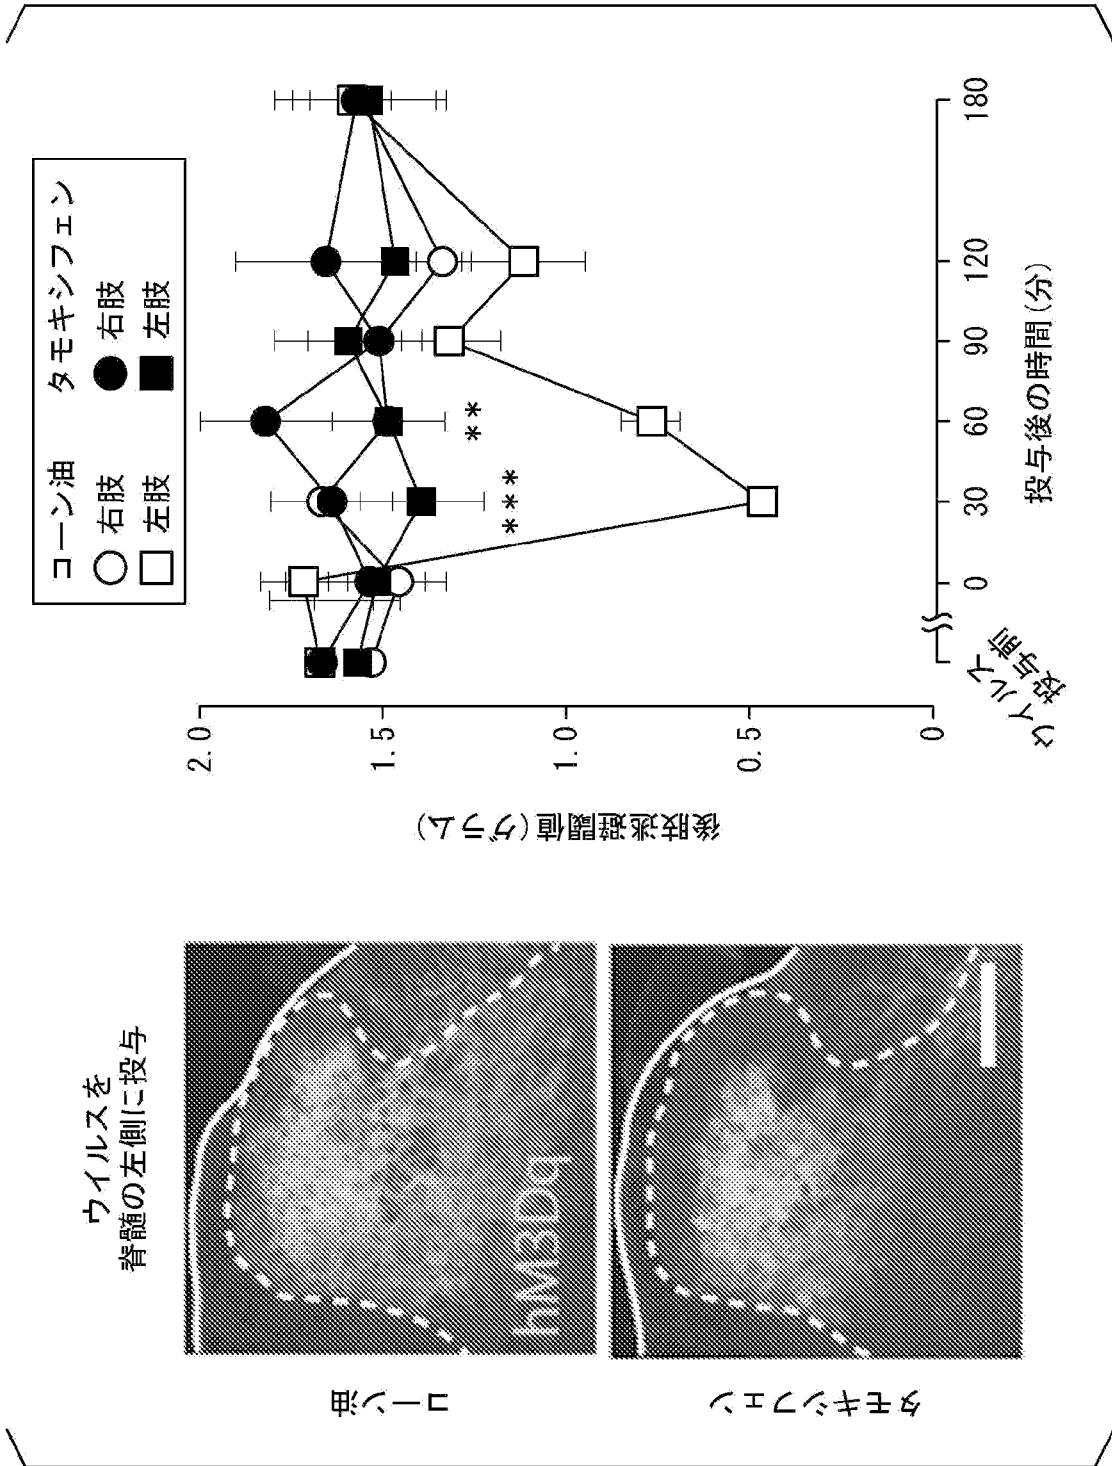 ウイルスを
脊髄の左側に投与
コーン油
タモキシフェン
hM3Dq
コーン油 タモキシフェン
右肢 右肢
左肢 左肢
後肢逃避閾値(グラム)
2.0
1.5
1.0
0.5
0
***
**
ウイルス
投与前
0 30 60 90 120 180
投与後の時間(分)